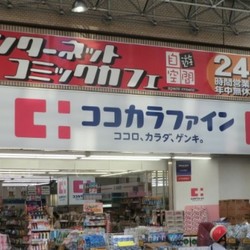 ンターネット
コミックカフェ
自遊
空間
24
時間営業
年中無休
ココカラファイン
ココロ、カラダ、ゲンキ。